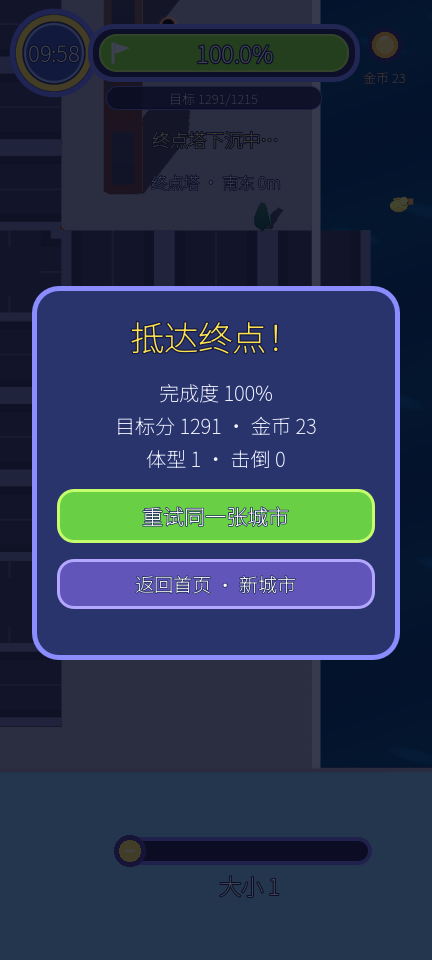 09:58
100.0%
金币 23
目标 1291/1215
终点塔下沉中…
终点塔 · 南东 0m
抵达终点！
完成度 100%
目标分 1291 · 金币 23
体型 1 · 击倒 0
重试同一张城市
返回首页 · 新城市
大小 1